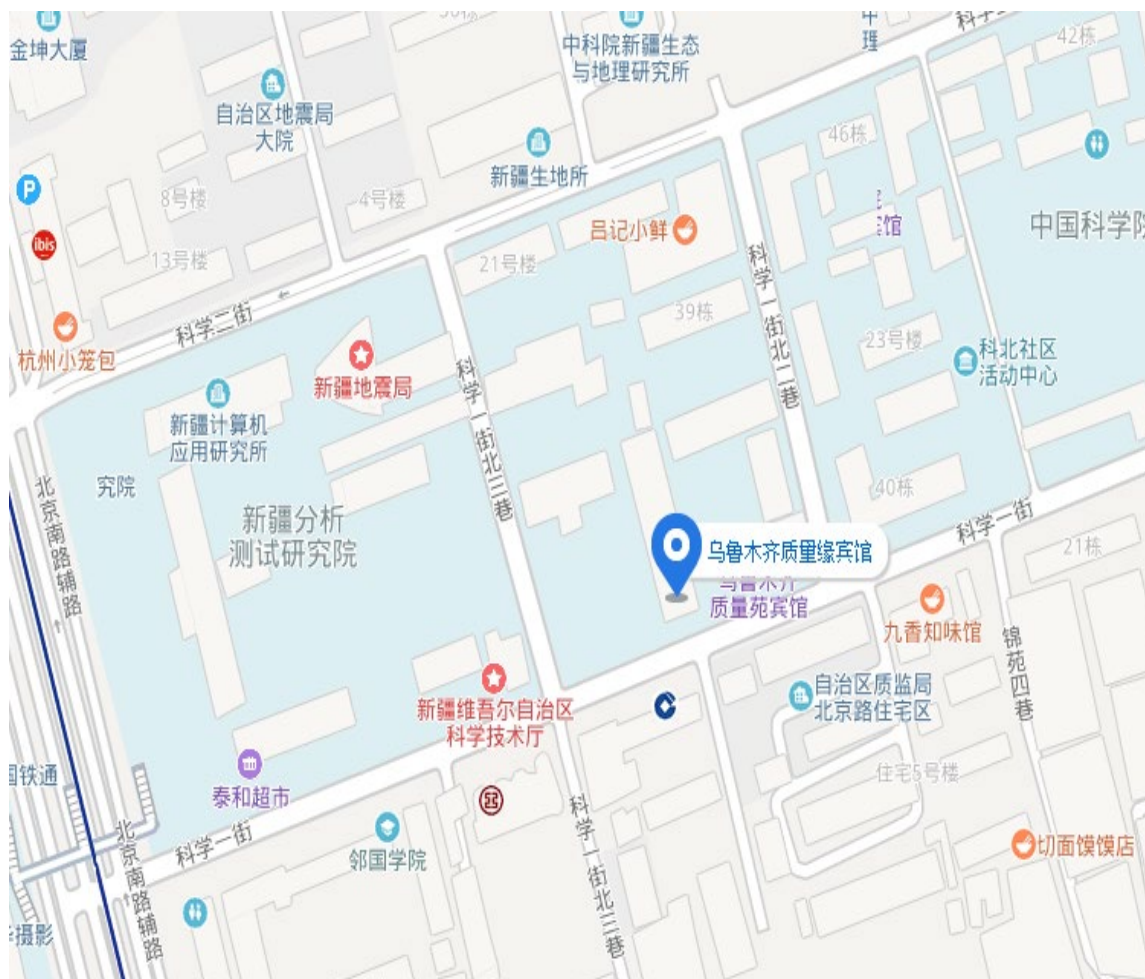 金坤大厦
自治区地震局
大院
中科院新疆生态
与地理研究所
42栋
新疆生地所
46栋
8号楼
4号楼
13号楼
21号楼
吕记小鲜
宾馆
中国科学院
科学二街
杭州小笼包
新疆地震局
39栋
23号楼
科北社区
活动中心
新疆计算机
应用研究所
科学一街北三巷
科学一街北二巷
究院
北京南路辅路
新疆分析
测试研究院
40栋
科学一街
21栋
乌鲁木齐质量缘宾馆
乌鲁木齐
质量苑宾馆
九香知味馆
锦苑四巷
新疆维吾尔自治区
科学技术厅
自治区质监局
北京路住宅区
住宅5号楼
国铁通
泰和超市
北京南路辅路
科学一街
邻国学院
科学一街北三巷
切面馍馍店
摄影
P
ibis